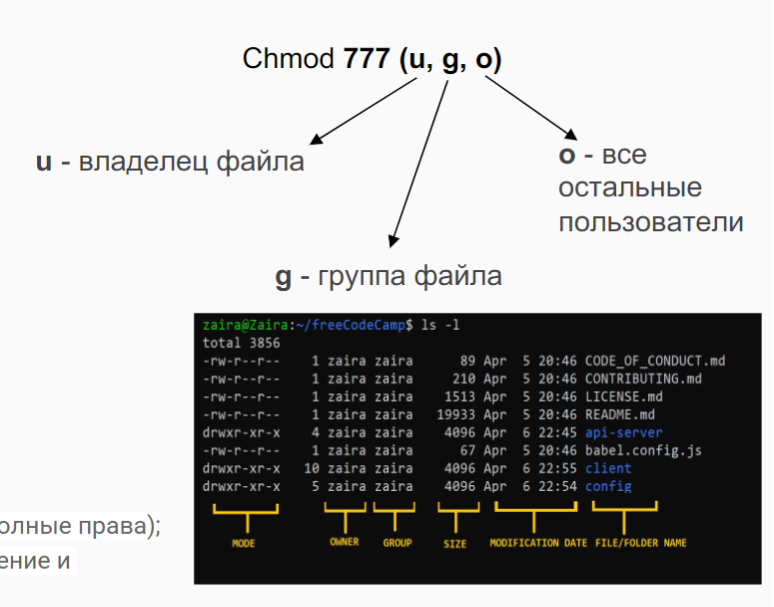 Chmod 777 (u, g, o)
u - владелец файла
o - все
остальные
пользователи
g - группа файла
zaira@Zaira:~/freeCodeCamp$ ls -l
total 3856
-rw-r--r-- 1 zaira zaira 89 Apr 5 20:46 CODE_OF_CONDUCT.md
-rw-r--r-- 1 zaira zaira 210 Apr 5 20:46 CONTRIBUTING.md
-rw-r--r-- 1 zaira zaira 1513 Apr 5 20:46 LICENSE.md
-rw-r--r-- 1 zaira zaira 19933 Apr 5 20:46 README.md
drwxr-xr-x 4 zaira zaira 4096 Apr 6 22:45 api-server
-rw-r--r-- 1 zaira zaira 67 Apr 5 20:46 babel.config.js
drwxr-xr-x 10 zaira zaira 4096 Apr 6 22:55 client
drwxr-xr-x 5 zaira zaira 4096 Apr 6 22:54 config
MODE OWNER GROUP SIZE MODIFICATION DATE FILE/FOLDER NAME
олные права);
ение и